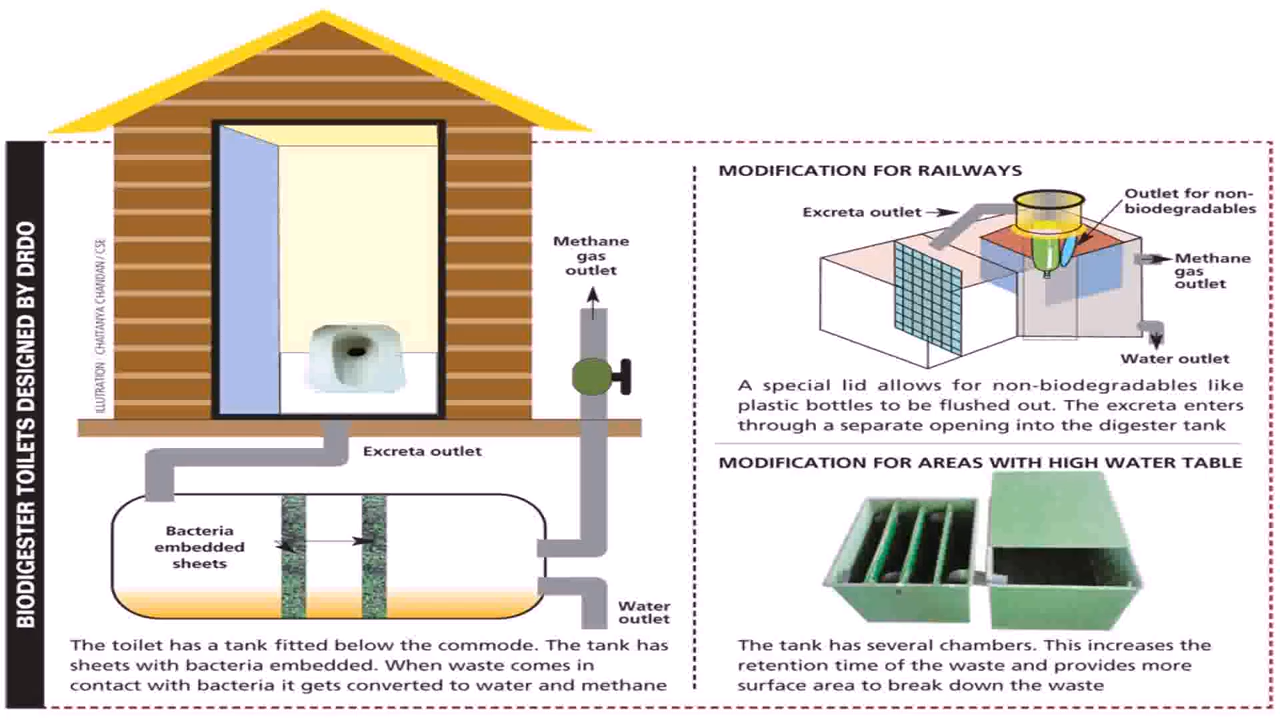 BIODIGESTER TOILETS DESIGNED BY DRDO
ILLUTRATION : CHAITANYA CHANDAN / CSE
Methane
gas
outlet
Excreta outlet
Bacteria
embedded
sheets
Water
outlet
The toilet has a tank fitted below the commode. The tank has
sheets with bacteria embedded. When waste comes in
contact with bacteria it gets converted to water and methane
MODIFICATION FOR RAILWAYS
Excreta outlet
Outlet for non-
biodegradables
Methane
gas
outlet
Water outlet
A special lid allows for non-biodegradables like
plastic bottles to be flushed out. The excreta enters
through a separate opening into the digester tank
MODIFICATION FOR AREAS WITH HIGH WATER TABLE
The tank has several chambers. This increases the
retention time of the waste and provides more
surface area to break down the waste